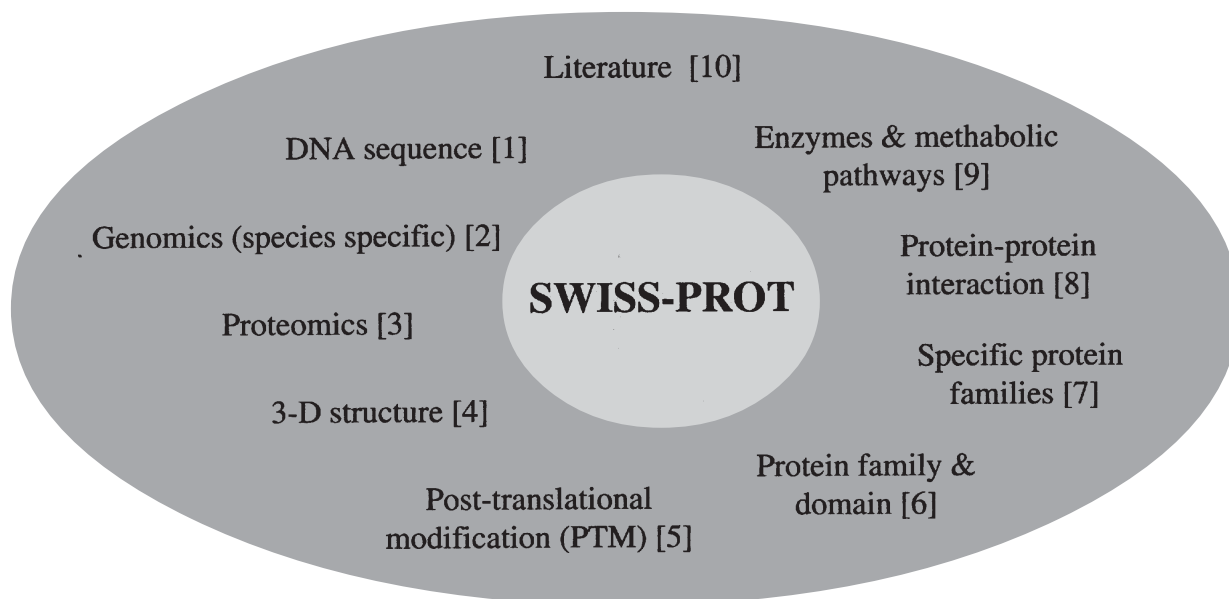 Literature [10]
DNA sequence [1]
Enzymes & methabolic
pathways [9]
Genomics (species specific) [2]
Protein-protein
interaction [8]
SWISS-PROT
Proteomics [3]
Specific protein
families [7]
3-D structure [4]
Protein family &
domain [6]
Post-translational
modification (PTM) [5]